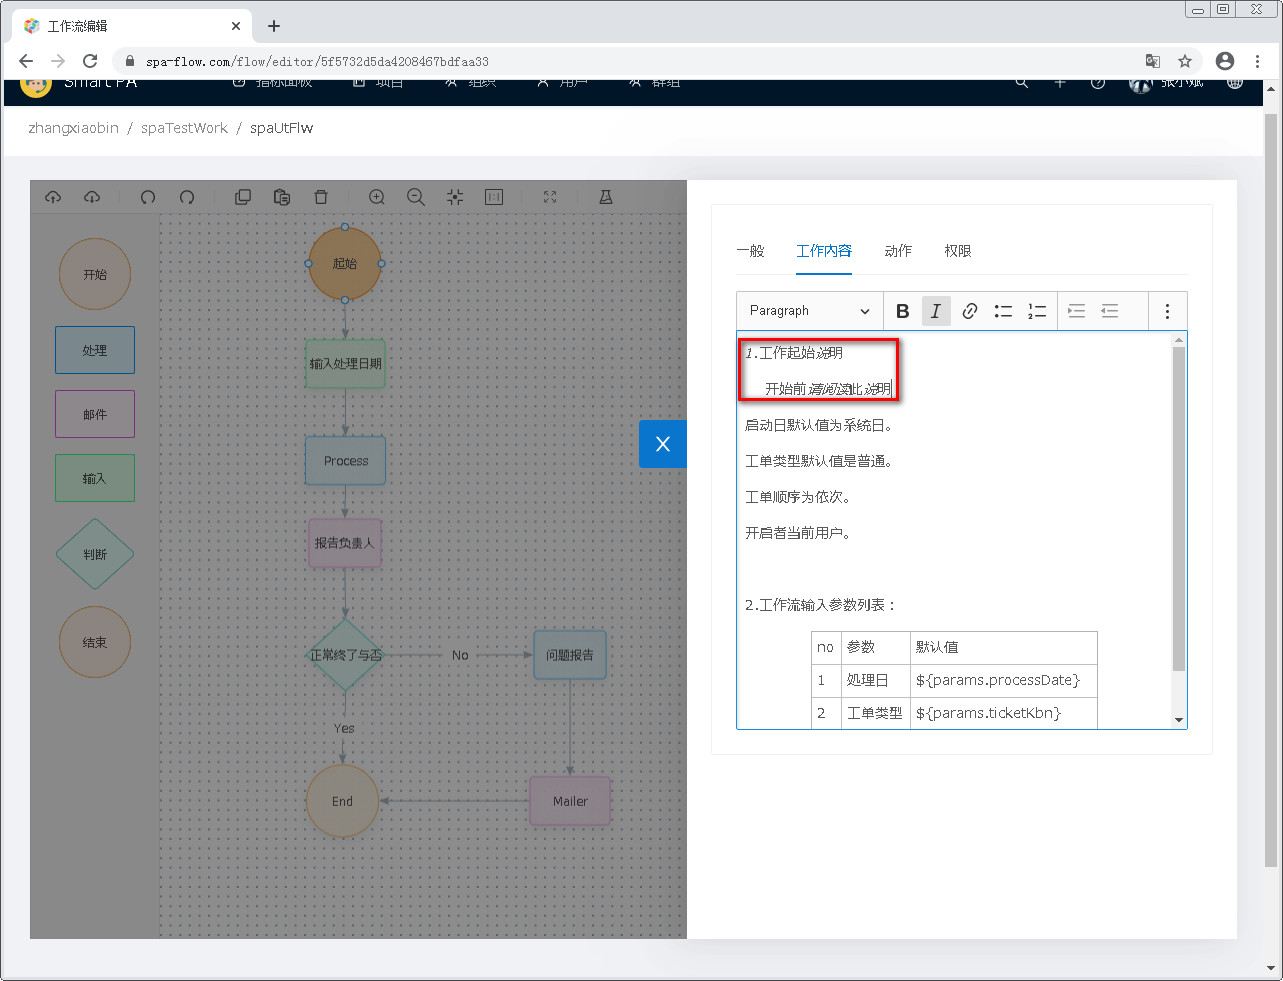 工作流编辑
spa-flow.com/flow/editor/5f5732d5da4208467bdfaa33
Smart PA 指标面板 项目 组织 用户 群组
zhangxiaobin / spaTestWork / spaUtFlw
1:1
开始
处理
邮件
输入
判断
结束
起始
输入处理日期
Process
报告负责人
正常终了与否
No
问题报告
Yes
End
Mailer
X
一般 工作内容 动作 权限
Paragraph B I
1.工作起始说明
开始前请阅读此说明
启动日默认值为系统日。
工单类型默认值是普通。
工单顺序为依次。
开启者当前用户。
2.工作流输入参数列表：
no 参数 默认值
1 处理日 ${params.processDate}
2 工单类型 ${params.ticketKbn}